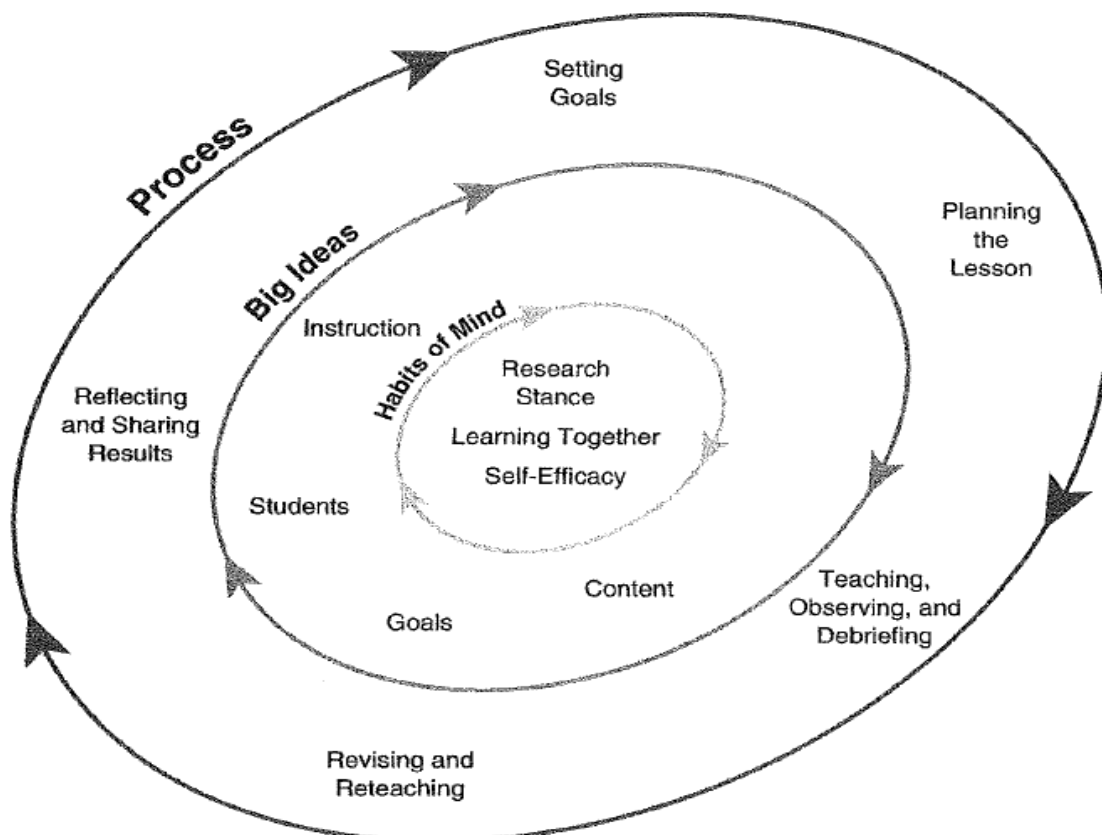 Process
Setting
Goals
Planning
the
Lesson
Teaching,
Observing, and
Debriefing
Revising and
Reteaching
Reflecting
and Sharing
Results
Big Ideas
Instruction
Students
Goals
Content
Habits of Mind
Research
Stance
Learning Together
Self-Efficacy